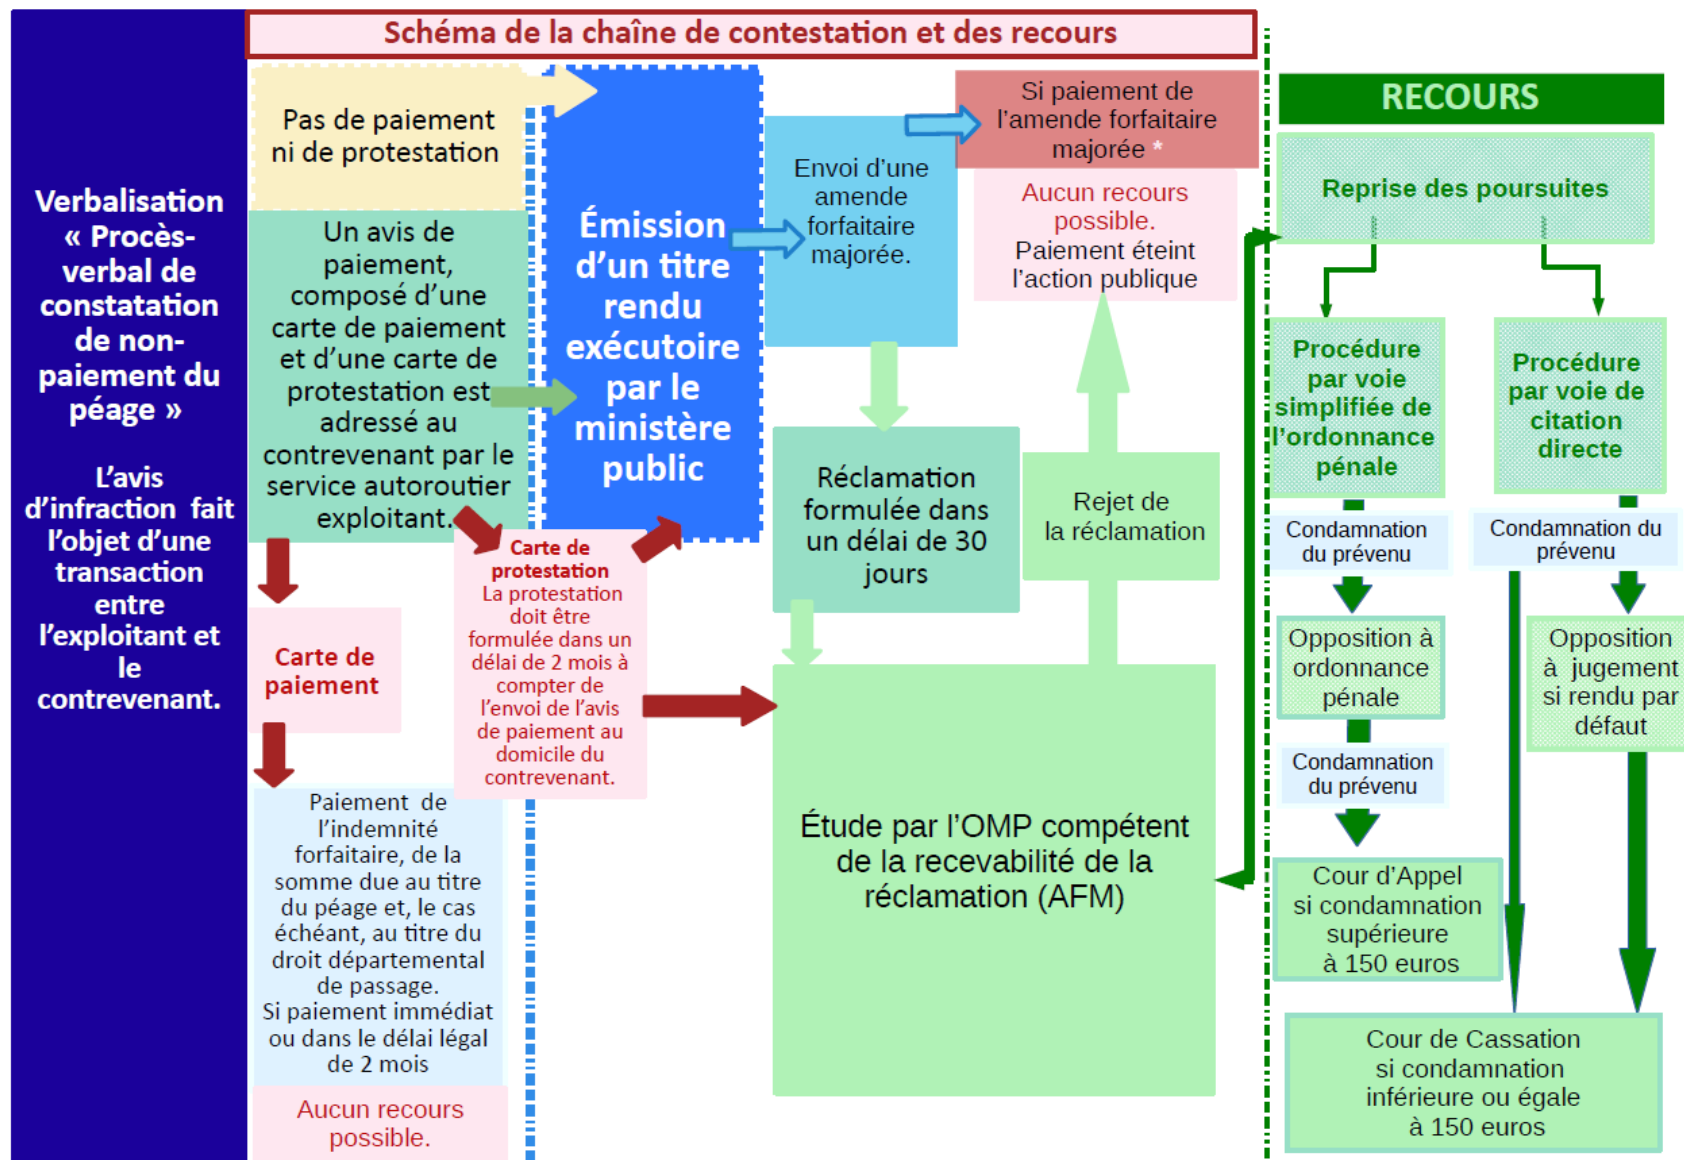 Schéma de la chaîne de contestation et des recours
Verbalisation
« Procès-
verbal de
constatation
de non-
paiement du
péage »
L’avis
d’infraction fait
l’objet d’une
transaction
entre
l’exploitant et
le
contrevenant.
Pas de paiement
ni de protestation
Un avis de
paiement,
composé d’une
carte de paiement
et d’une carte de
protestation est
adressé au
contrevenant par le
service autoroutier
exploitant.
Carte de
paiement
Paiement de
l’indemnité
forfaitaire, de la
somme due au titre
du péage et, le cas
échéant, au titre du
droit départemental
de passage.
Si paiement immédiat
ou dans le délai légal
de 2 mois
Aucun recours
possible.
Carte de
protestation
La protestation
doit être
formulée dans un
délai de 2 mois à
compter de
l’envoi de l’avis
de paiement au
domicile du
contrevenant.
Émission
d’un titre
rendu
exécutoire
par le
ministère
public
Envoi d’une
amende
forfaitaire
majorée.
Si paiement de
l’amende forfaitaire
majorée *
Aucun recours
possible.
Paiement éteint
l’action publique
Réclamation
formulée dans
un délai de 30
jours
Rejet de
la réclamation
Étude par l’OMP compétent
de la recevabilité de la
réclamation (AFM)
RECOURS
Reprise des poursuites
Procédure
par voie
simplifiée de
l’ordonnance
pénale
Condamnation
du prévenu
Opposition à
ordonnance
pénale
Condamnation
du prévenu
Cour d’Appel
si condamnation
supérieure
à 150 euros
Procédure
par voie de
citation
directe
Condamnation du
prévenu
Opposition
à jugement
si rendu par
défaut
Cour de Cassation
si condamnation
inférieure ou égale
à 150 euros